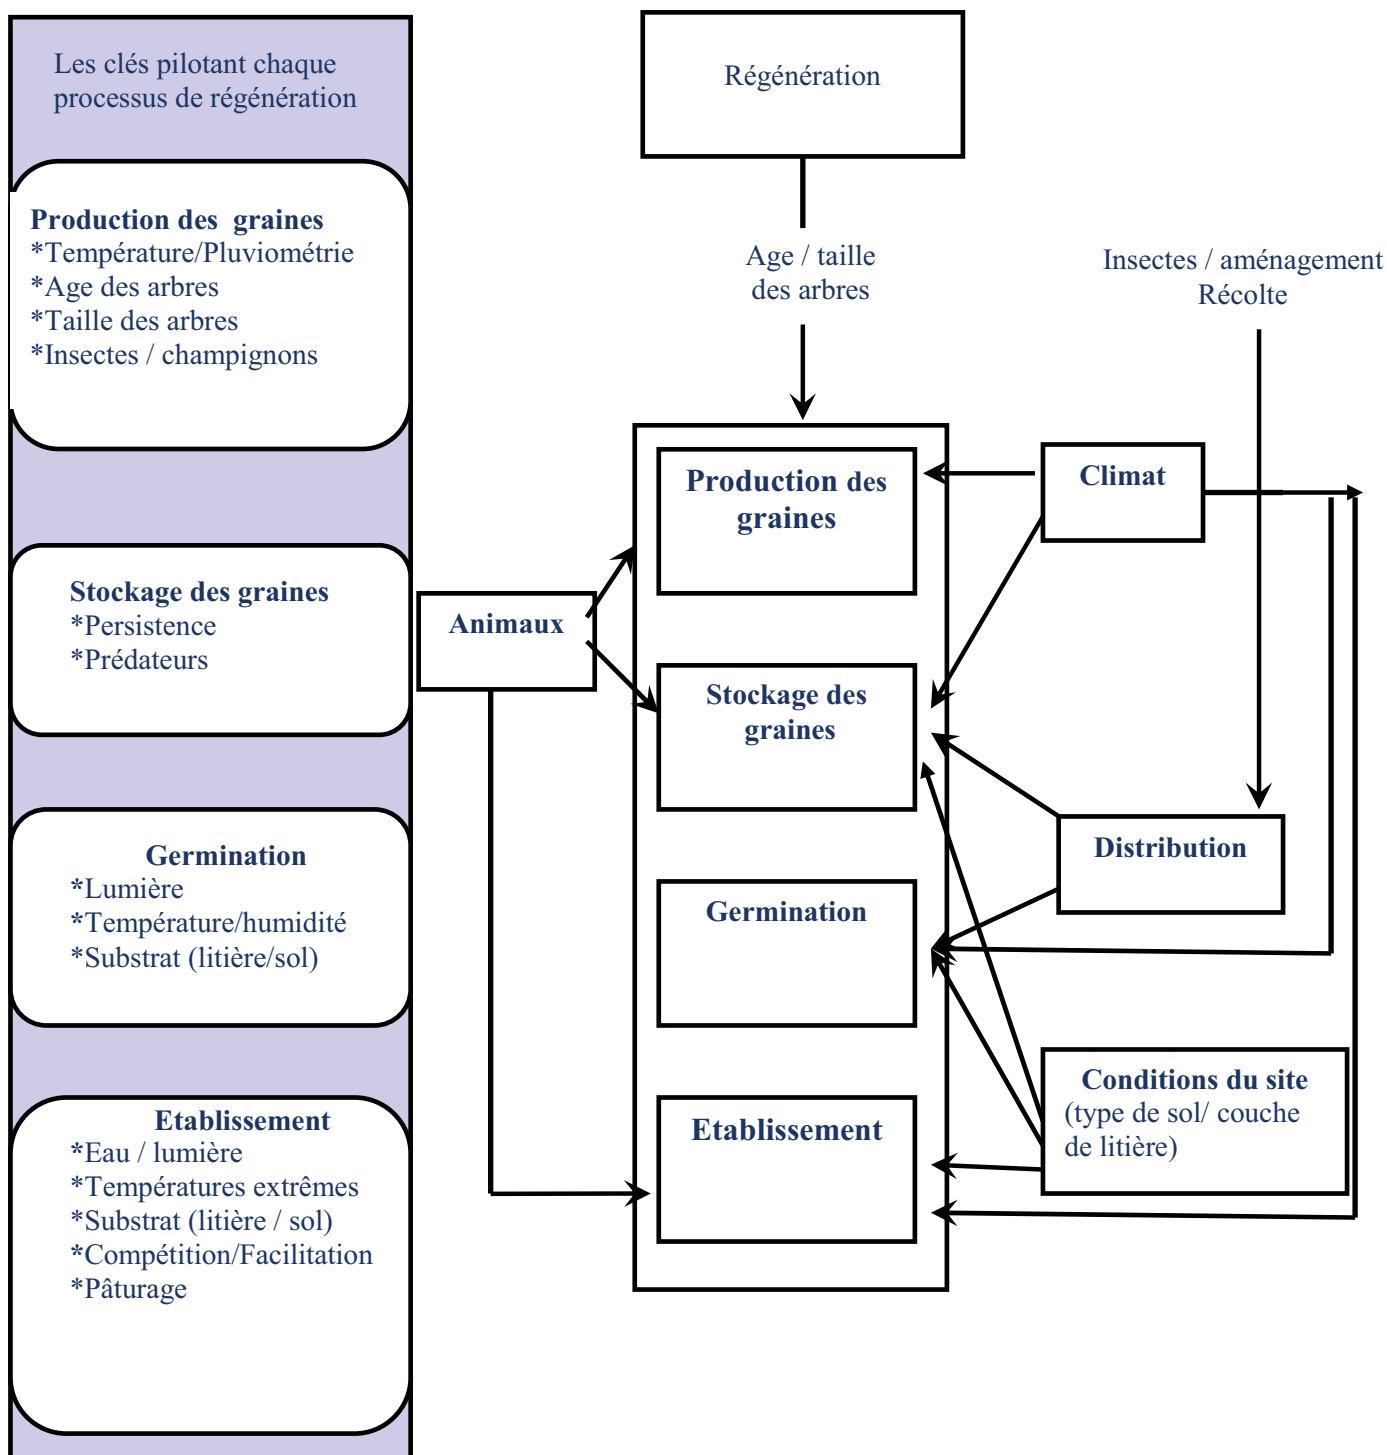 Les clés pilotant chaque
processus de régénération
Production des graines
*Température/Pluviométrie
*Age des arbres
*Taille des arbres
*Insectes / champignons
Stockage des graines
*Persistence
*Prédateurs
Germination
*Lumière
*Température/humidité
*Substrat (litière/sol)
Etablissement
*Eau / lumière
*Températures extrêmes
*Substrat (litière / sol)
*Compétition/Facilitation
*Pâturage
Animaux
Régénération
Age / taille
des arbres
Production des
graines
Stockage des
graines
Germination
Etablissement
Insectes / aménagement
Récolte
Climat
Distribution
Conditions du site
(type de sol/ couche
de litière)